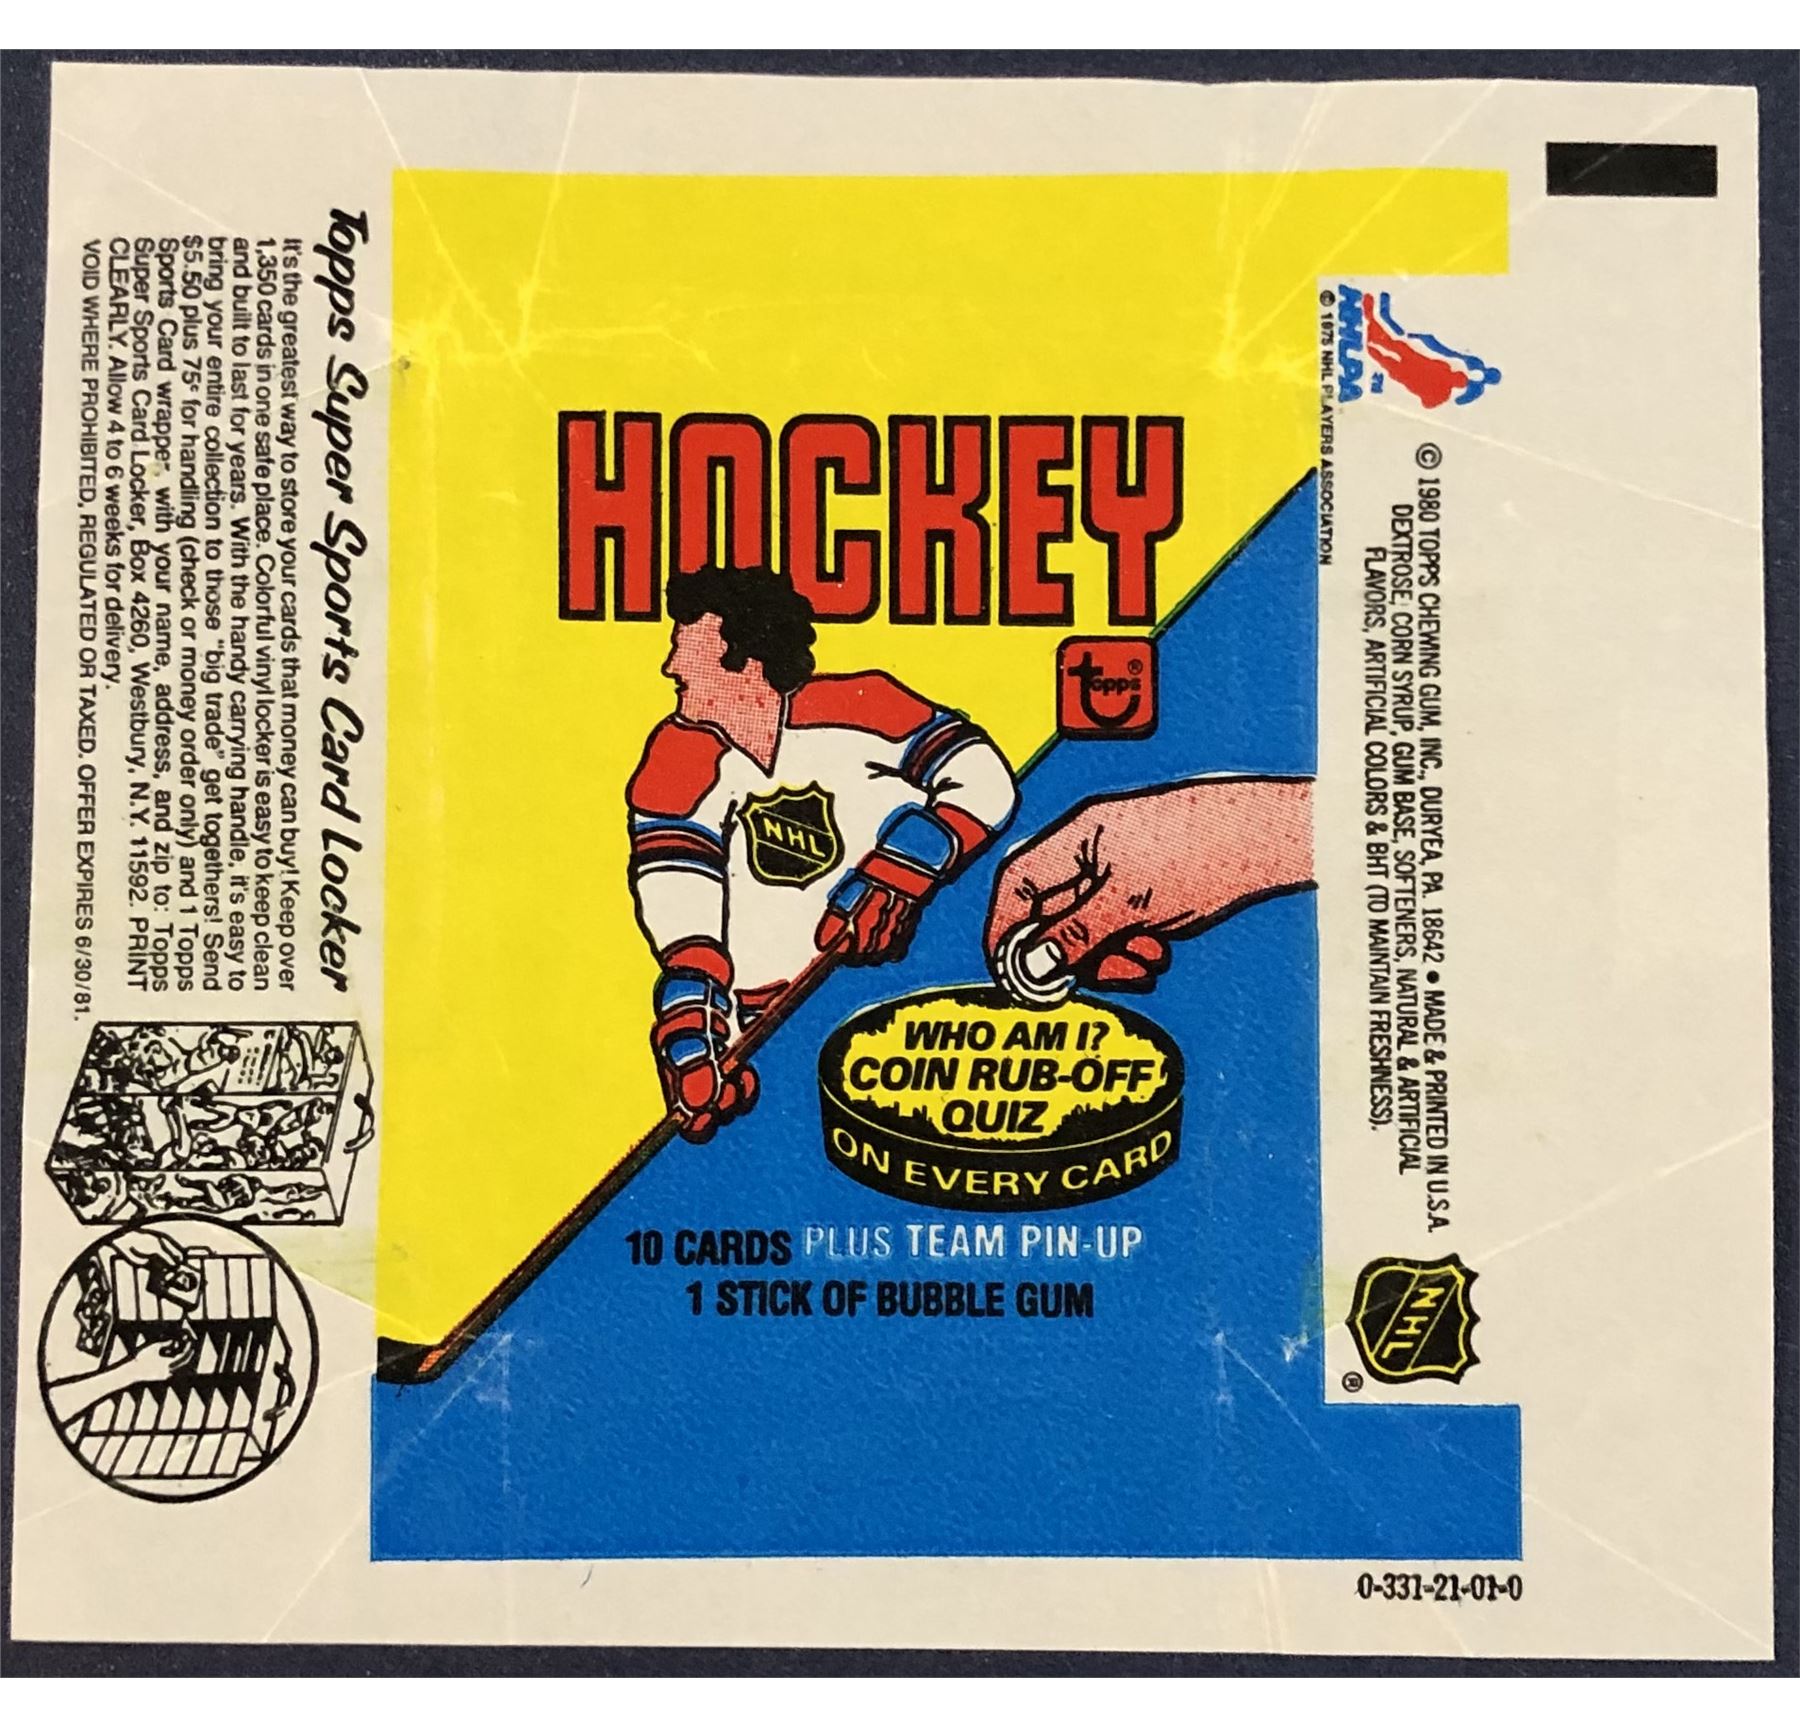 HOCKEY
topps®
NHL
WHO AM I?
COIN RUB-OFF
QUIZ
ON EVERY CARD
10 CARDS PLUS TEAM PIN-UP
1 STICK OF BUBBLE GUM
Topps Super Sports Card Locker
It's the greatest way to store your cards that money can buy! Keep over
1,350 cards in one safe place. Colorful vinyl locker is easy to keep clean
and built to last for years. With the handy carrying handle, it's easy to
bring your entire collection to those "big trade" get togethers! Send
$5.50 plus 75¢ for handling (check or money order only) and 1 Topps
Sports Card wrapper, with your name, address, and zip to: Topps
Super Sports Card Locker, Box 4260, Westbury, N.Y. 11592. PRINT
CLEARLY. Allow 4 to 6 weeks for delivery.
VOID WHERE PROHIBITED, REGULATED OR TAXED. OFFER EXPIRES 6/30/81.
NHLPA TM
© 1975 NHL PLAYERS ASSOCIATION
© 1980 TOPPS CHEWING GUM, INC., DURYEA, PA. 18642 • MADE & PRINTED IN U.S.A.
DEXTROSE, CORN SYRUP, GUM BASE, SOFTENERS, NATURAL & ARTIFICIAL
FLAVORS, ARTIFICIAL COLORS & BHT (TO MAINTAIN FRESHNESS).
NHL
®
0-331-21-01-0